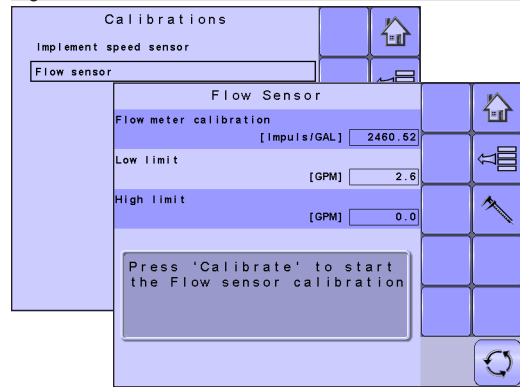 Calibrations
Implement speed sensor
Flow sensor
Flow Sensor
Flow meter calibration
[Impuls/GAL] 2460.52
Low limit
[GPM] 2.6
High limit
[GPM] 0.0
Press 'Calibrate' to start
the Flow sensor calibration